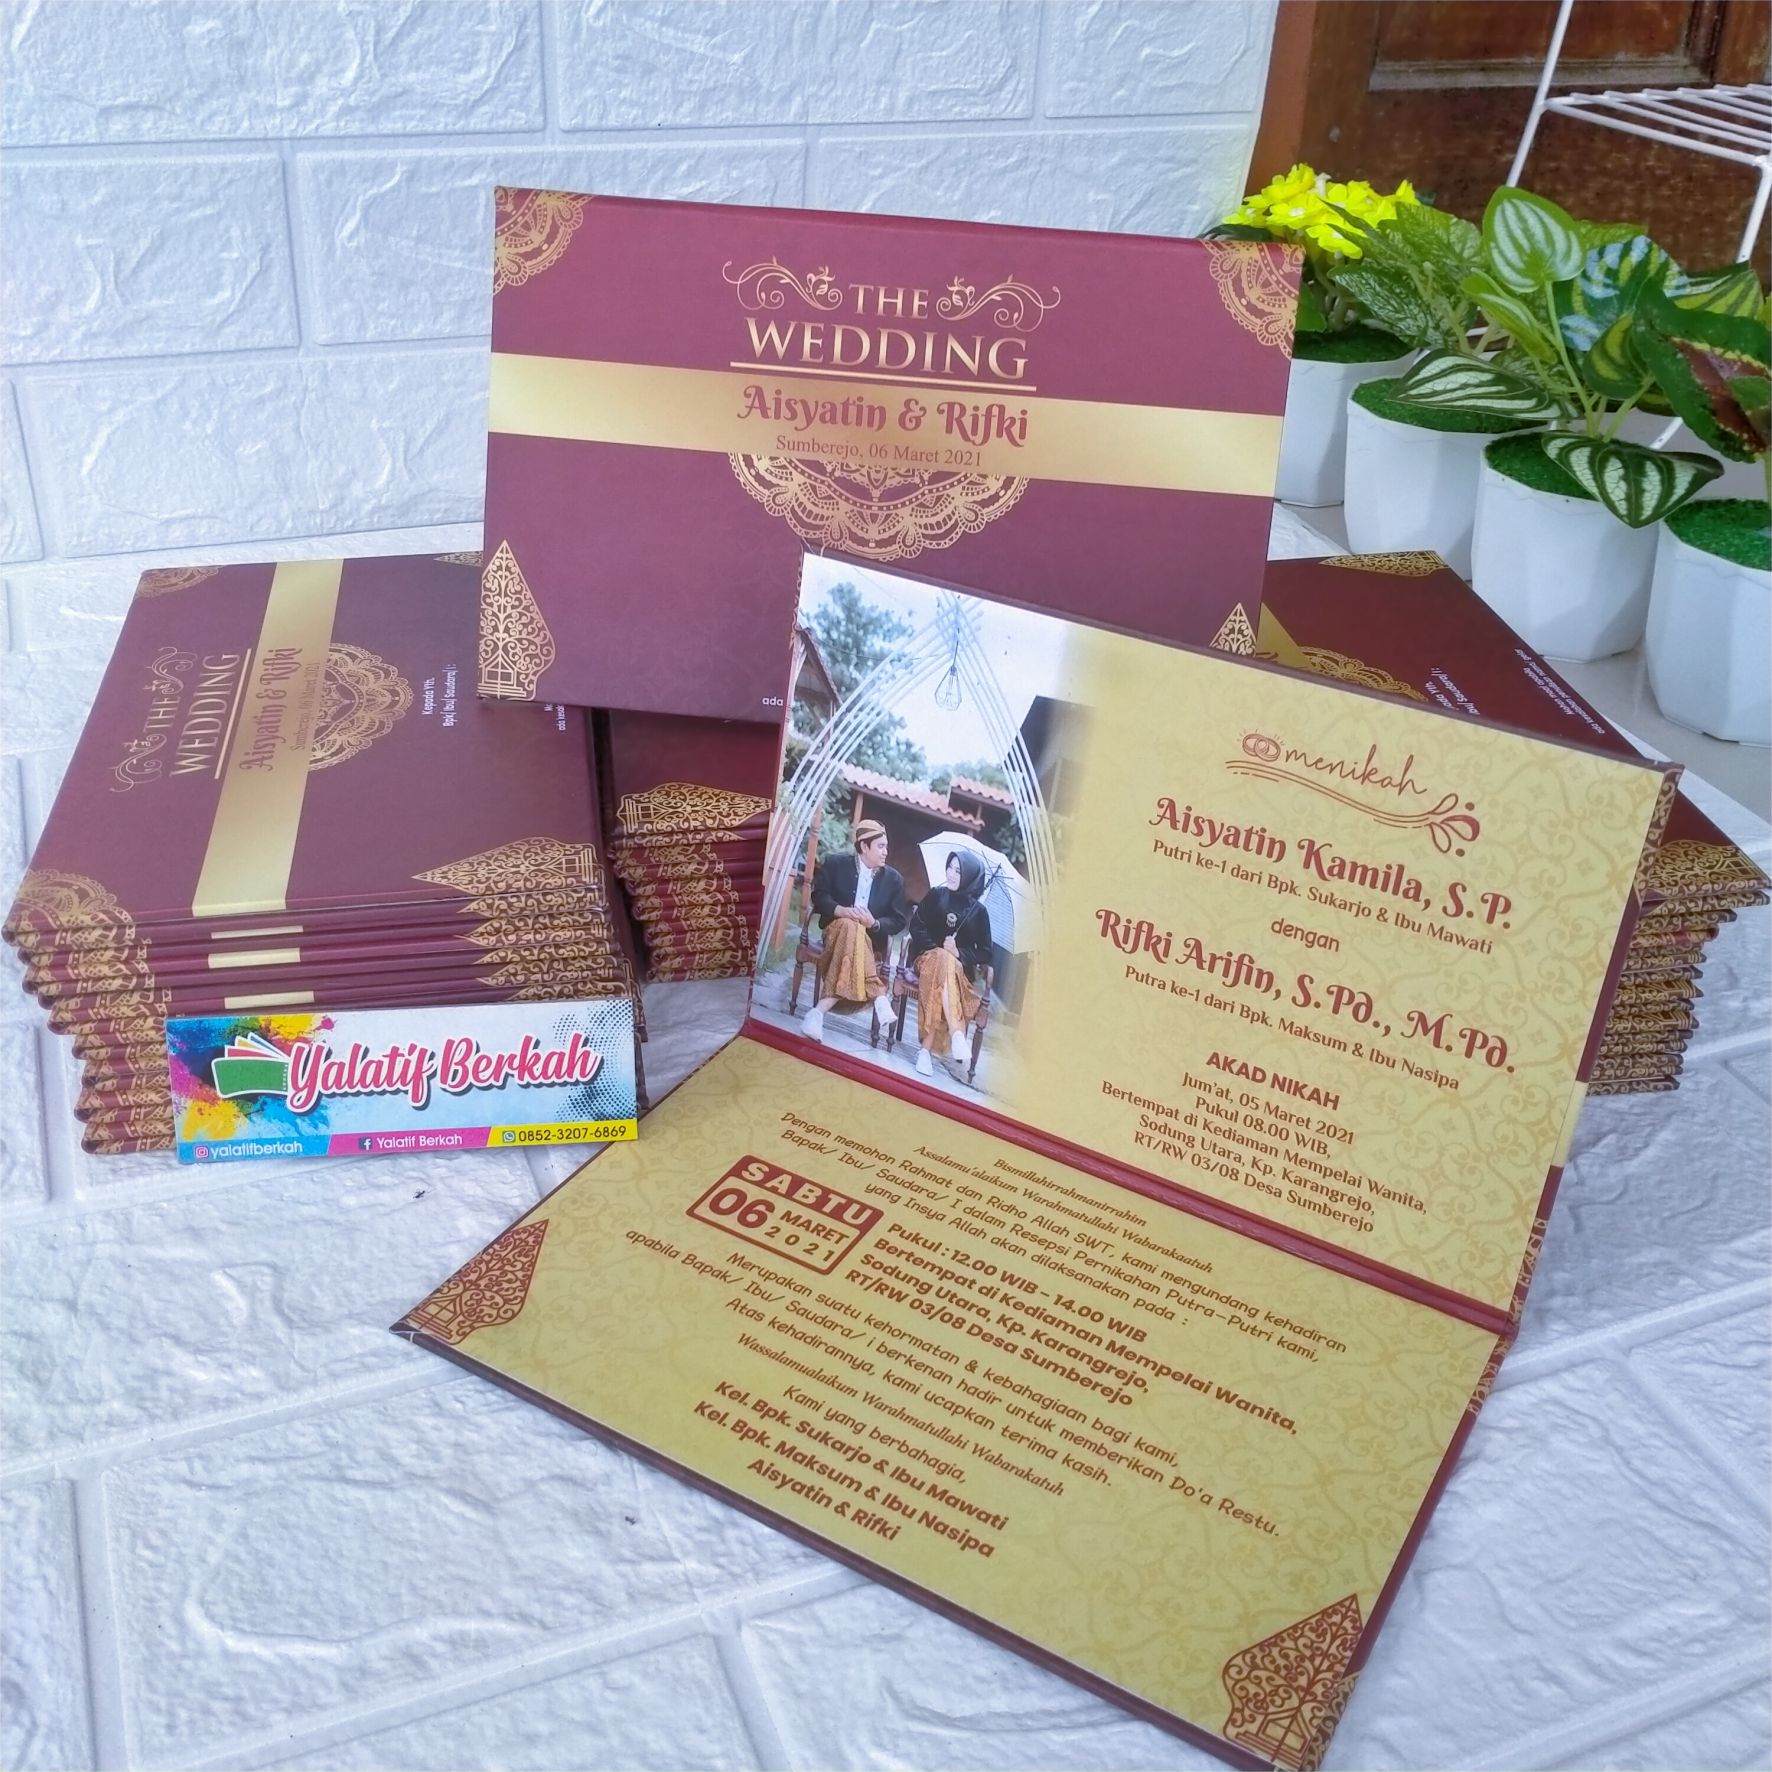 THE
WEDDING
Aisyatin & Rifki
Sumberejo, 06 Maret 2021
ada
THE
WEDDING
Aisyatin & Rifki
Sumberejo, 06 Maret 2021
Kepada Yth.
Bpk/ Ibu/ Saudara/i :
menikah
Aisyatin Kamila, S.P.
Putri ke-1 dari Bpk. Sukarjo & Ibu Mawati
dengan
Rifki Arifin, S.Pd., M.Pd.
Putra ke-1 dari Bpk. Maksum & Ibu Nasipa
AKAD NIKAH
Jum'at, 05 Maret 2021
Pukul 08.00 WIB,
Bertempat di Kediaman Mempelai Wanita,
Sodung Utara, Kp. Karangrejo,
RT/RW 03/08 Desa Sumberejo
Bismillahirrahmanirrahim
Assalamu'alaikum Warahmatullahi Wabarakaatuh
Dengan memohon Rahmat dan Ridho Allah SWT, kami mengundang kehadiran
Bapak/ Ibu/ Saudara/ I dalam Resepsi Pernikahan Putra-Putri kami,
yang Insya Allah akan dilaksanakan pada :
SABTU
06 MARET
2021
Pukul : 12.00 WIB – 14.00 WIB
Bertempat di Kediaman Mempelai Wanita,
Sodung Utara, Kp. Karangrejo,
RT/RW 03/08 Desa Sumberejo
Merupakan suatu kehormatan & kebahagiaan bagi kami,
apabila Bapak/ Ibu/ Saudara/ i berkenan hadir untuk memberikan Do'a Restu.
Atas kehadirannya, kami ucapkan terima kasih.
Wassalamualaikum Warahmatullahi Wabarakatuh
Kami yang berbahagia,
Kel. Bpk. Sukarjo & Ibu Mawati
Kel. Bpk. Maksum & Ibu Nasipa
Aisyatin & Rifki
Yalatif Berkah
yalatifberkah
Yalatif Berkah
0852-3207-6869